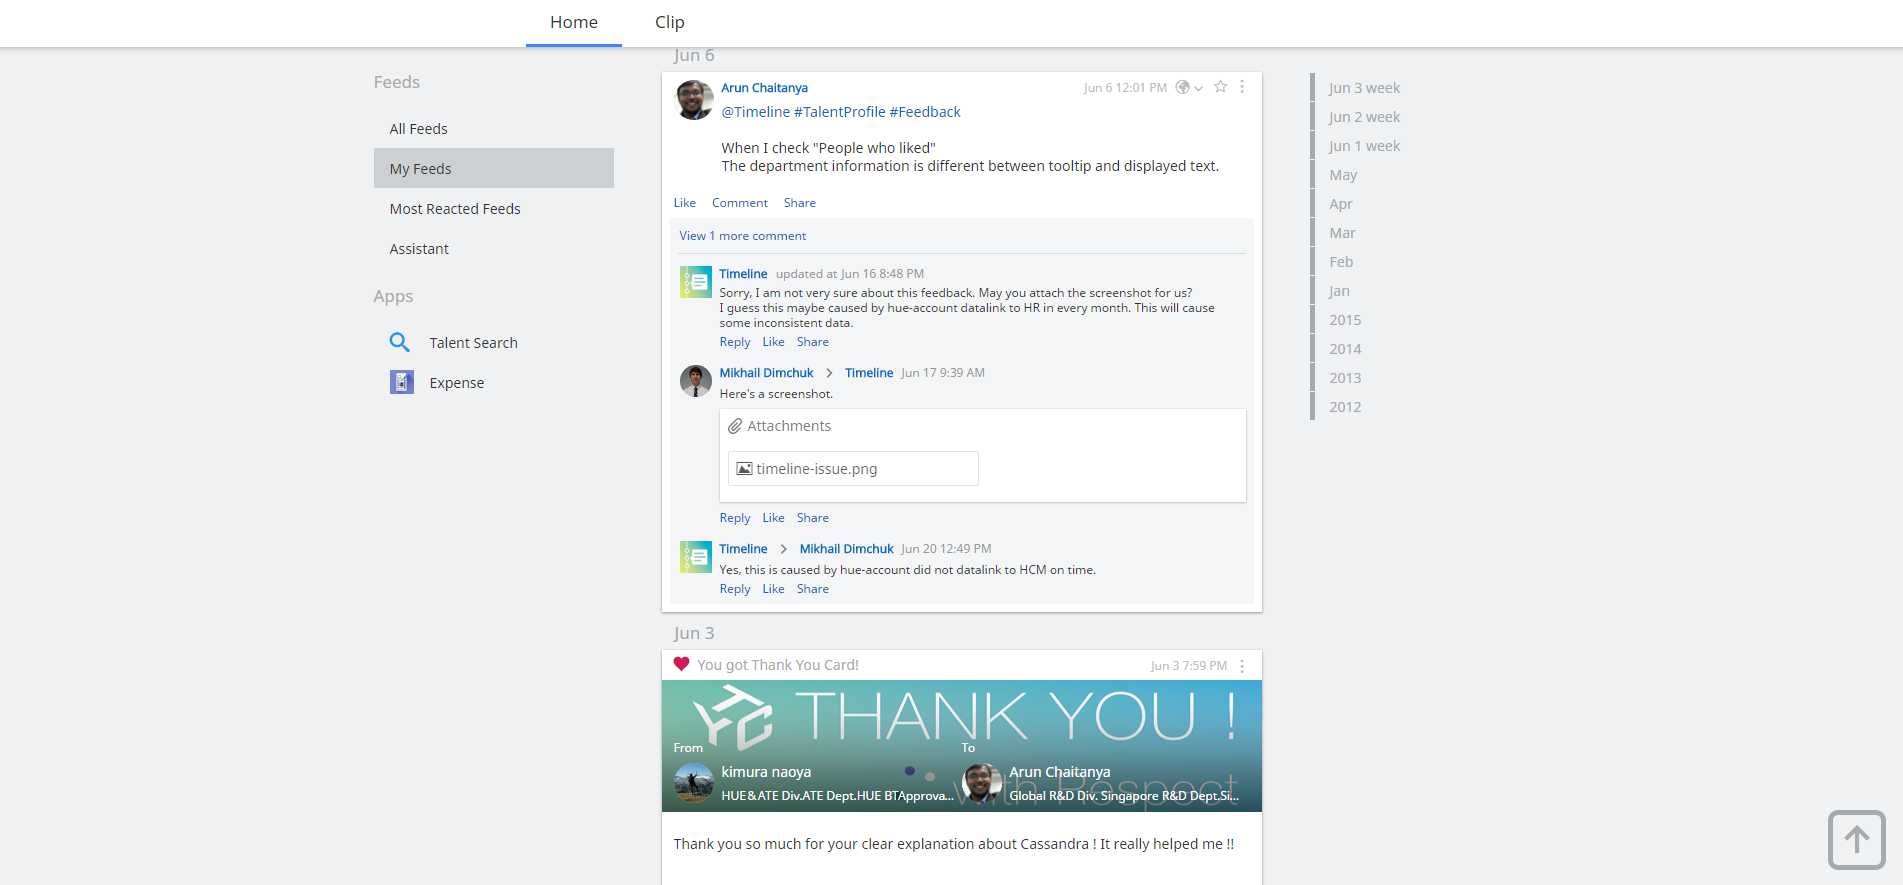 Home
Clip
Feeds
All Feeds
My Feeds
Most Reacted Feeds
Assistant
Apps
Talent Search
Expense
Jun 6
Arun Chaitanya
Jun 6 12:01 PM
@Timeline #TalentProfile #Feedback
When I check "People who liked"
The department information is different between tooltip and displayed text.
Like Comment Share
View 1 more comment
Timeline updated at Jun 16 8:48 PM
Sorry, I am not very sure about this feedback. May you attach the screenshot for us?
I guess this maybe caused by hue-account datalink to HR in every month. This will cause
some inconsistent data.
Reply Like Share
Mikhail Dimchuk > Timeline Jun 17 9:39 AM
Here's a screenshot.
Attachments
timeline-issue.png
Reply Like Share
Timeline > Mikhail Dimchuk Jun 20 12:49 PM
Yes, this is caused by hue-account did not datalink to HCM on time.
Reply Like Share
Jun 3
You got Thank You Card!
Jun 3 7:59 PM
TYC
THANK YOU !
with Respect
From
kimura naoya
HUE&ATE Div.ATE Dept.HUE BTApprova...
To
Arun Chaitanya
Global R&D Div. Singapore R&D Dept.Si...
Thank you so much for your clear explanation about Cassandra ! It really helped me !!
Jun 3 week
Jun 2 week
Jun 1 week
May
Apr
Mar
Feb
Jan
2015
2014
2013
2012